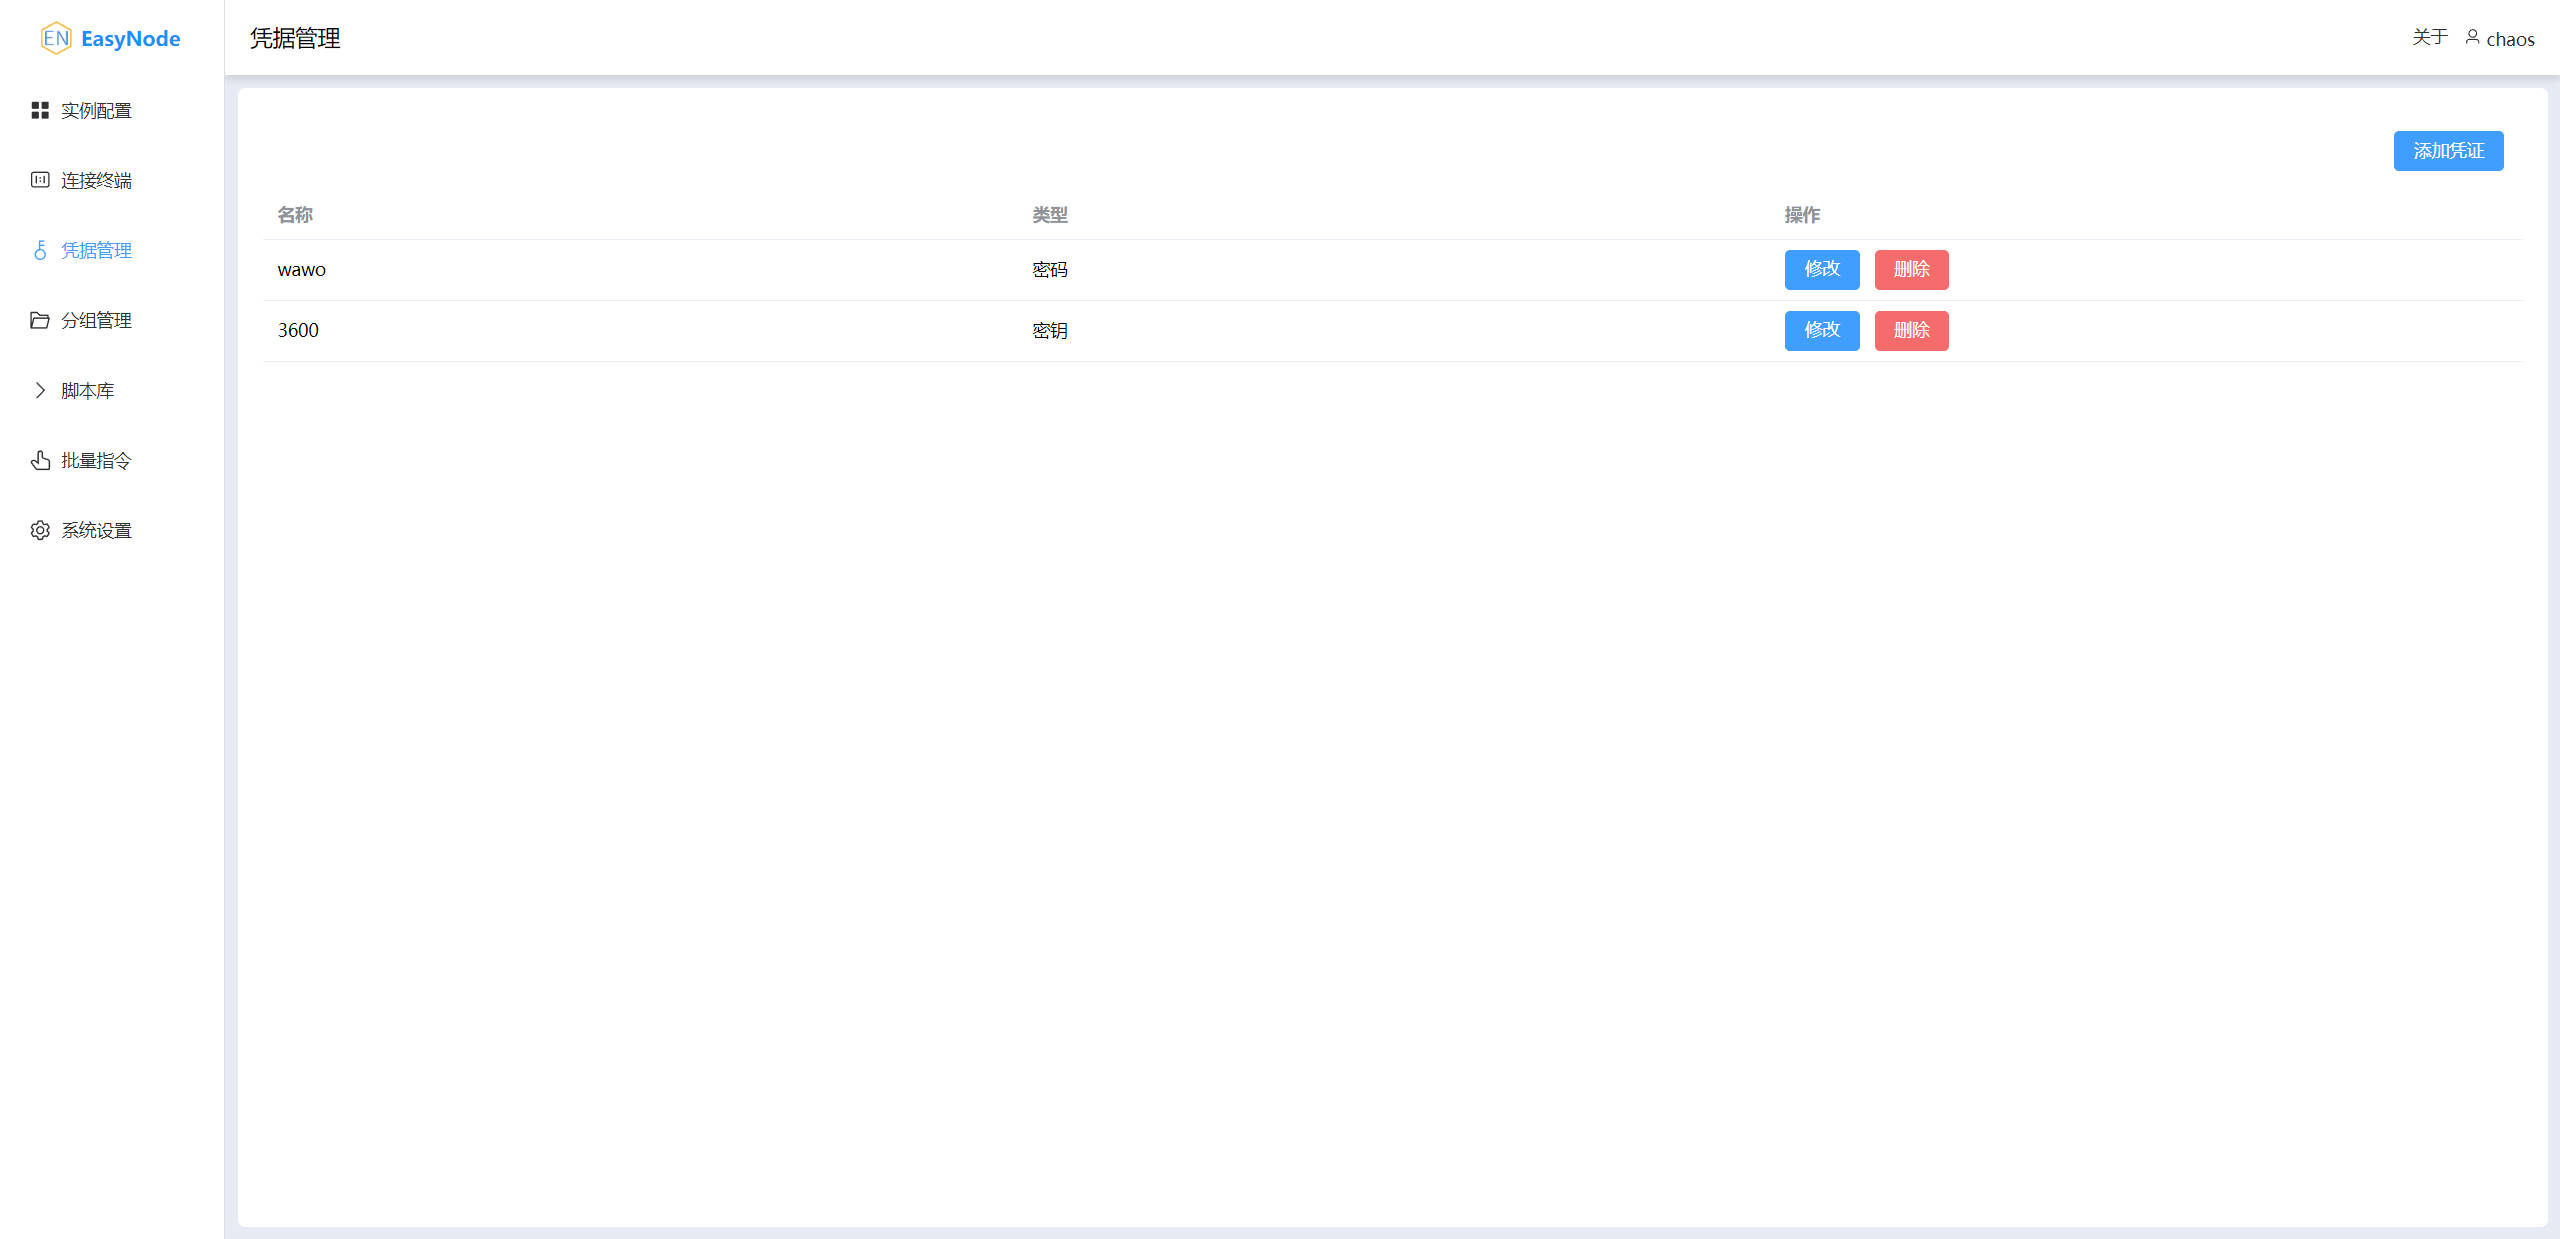 EN EasyNode
实例配置
连接终端
凭据管理
分组管理
脚本库
批量指令
系统设置
凭据管理
关于 chaos
添加凭证
名称 类型 操作
wawo 密码 修改 删除
3600 密钥 修改 删除